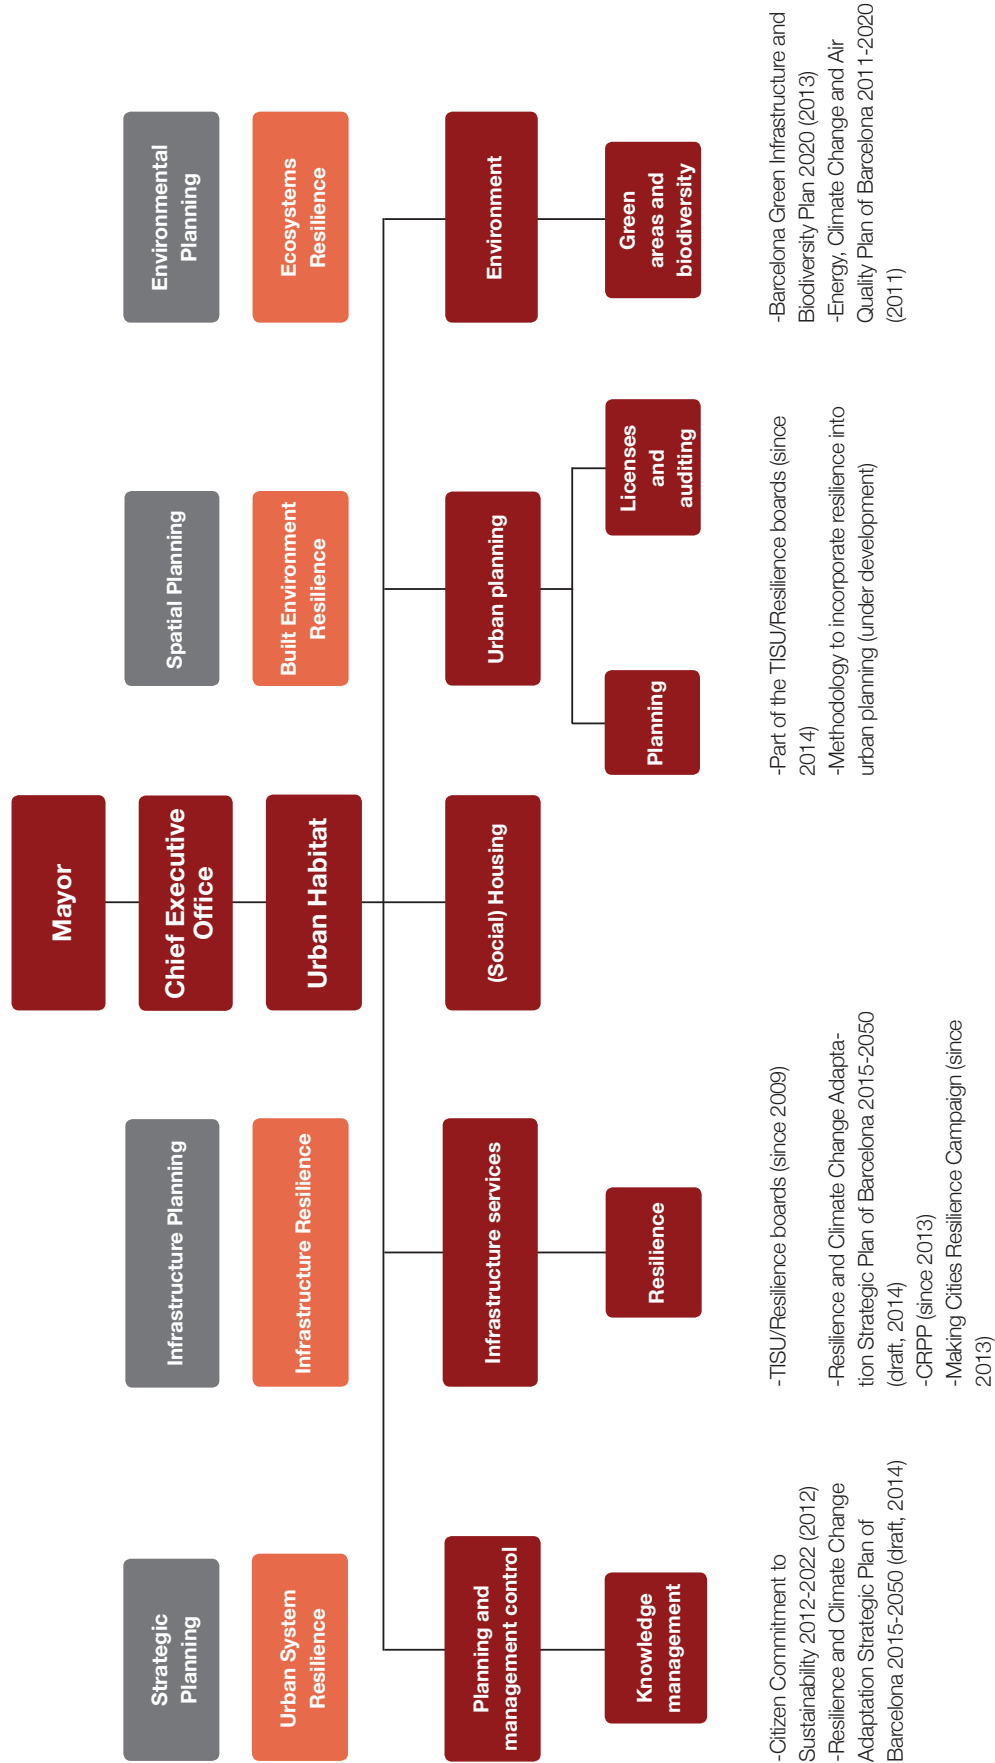 Mayor
Chief Executive
Office
Urban Habitat
Strategic
Planning
Urban System
Resilience
Planning and
management control
Knowledge
management
-Citizen Commitment to
Sustainability 2012-2022 (2012)
-Resilience and Climate Change
Adaptation Strategic Plan of
Barcelona 2015-2050 (draft, 2014)
Infrastructure Planning
Infrastructure Resilience
Infrastructure services
Resilience
-TISU/Resilience boards (since 2009)
-Resilience and Climate Change Adapta-
tion Strategic Plan of Barcelona 2015-2050
(draft, 2014)
-CRPP (since 2013)
-Making Cities Resilience Campaign (since
2013)
(Social) Housing
Spatial Planning
Built Environment
Resilience
Urban planning
Planning
Licenses
and
auditing
-Part of the TISU/Resilience boards (since
2014)
-Methodology to incorporate resilience into
urban planning (under development)
Environmental
Planning
Ecosystems
Resilience
Environment
Green
areas and
biodiversity
-Barcelona Green Infrastructure and
Biodiversity Plan 2020 (2013)
-Energy, Climate Change and Air
Quality Plan of Barcelona 2011-2020
(2011)